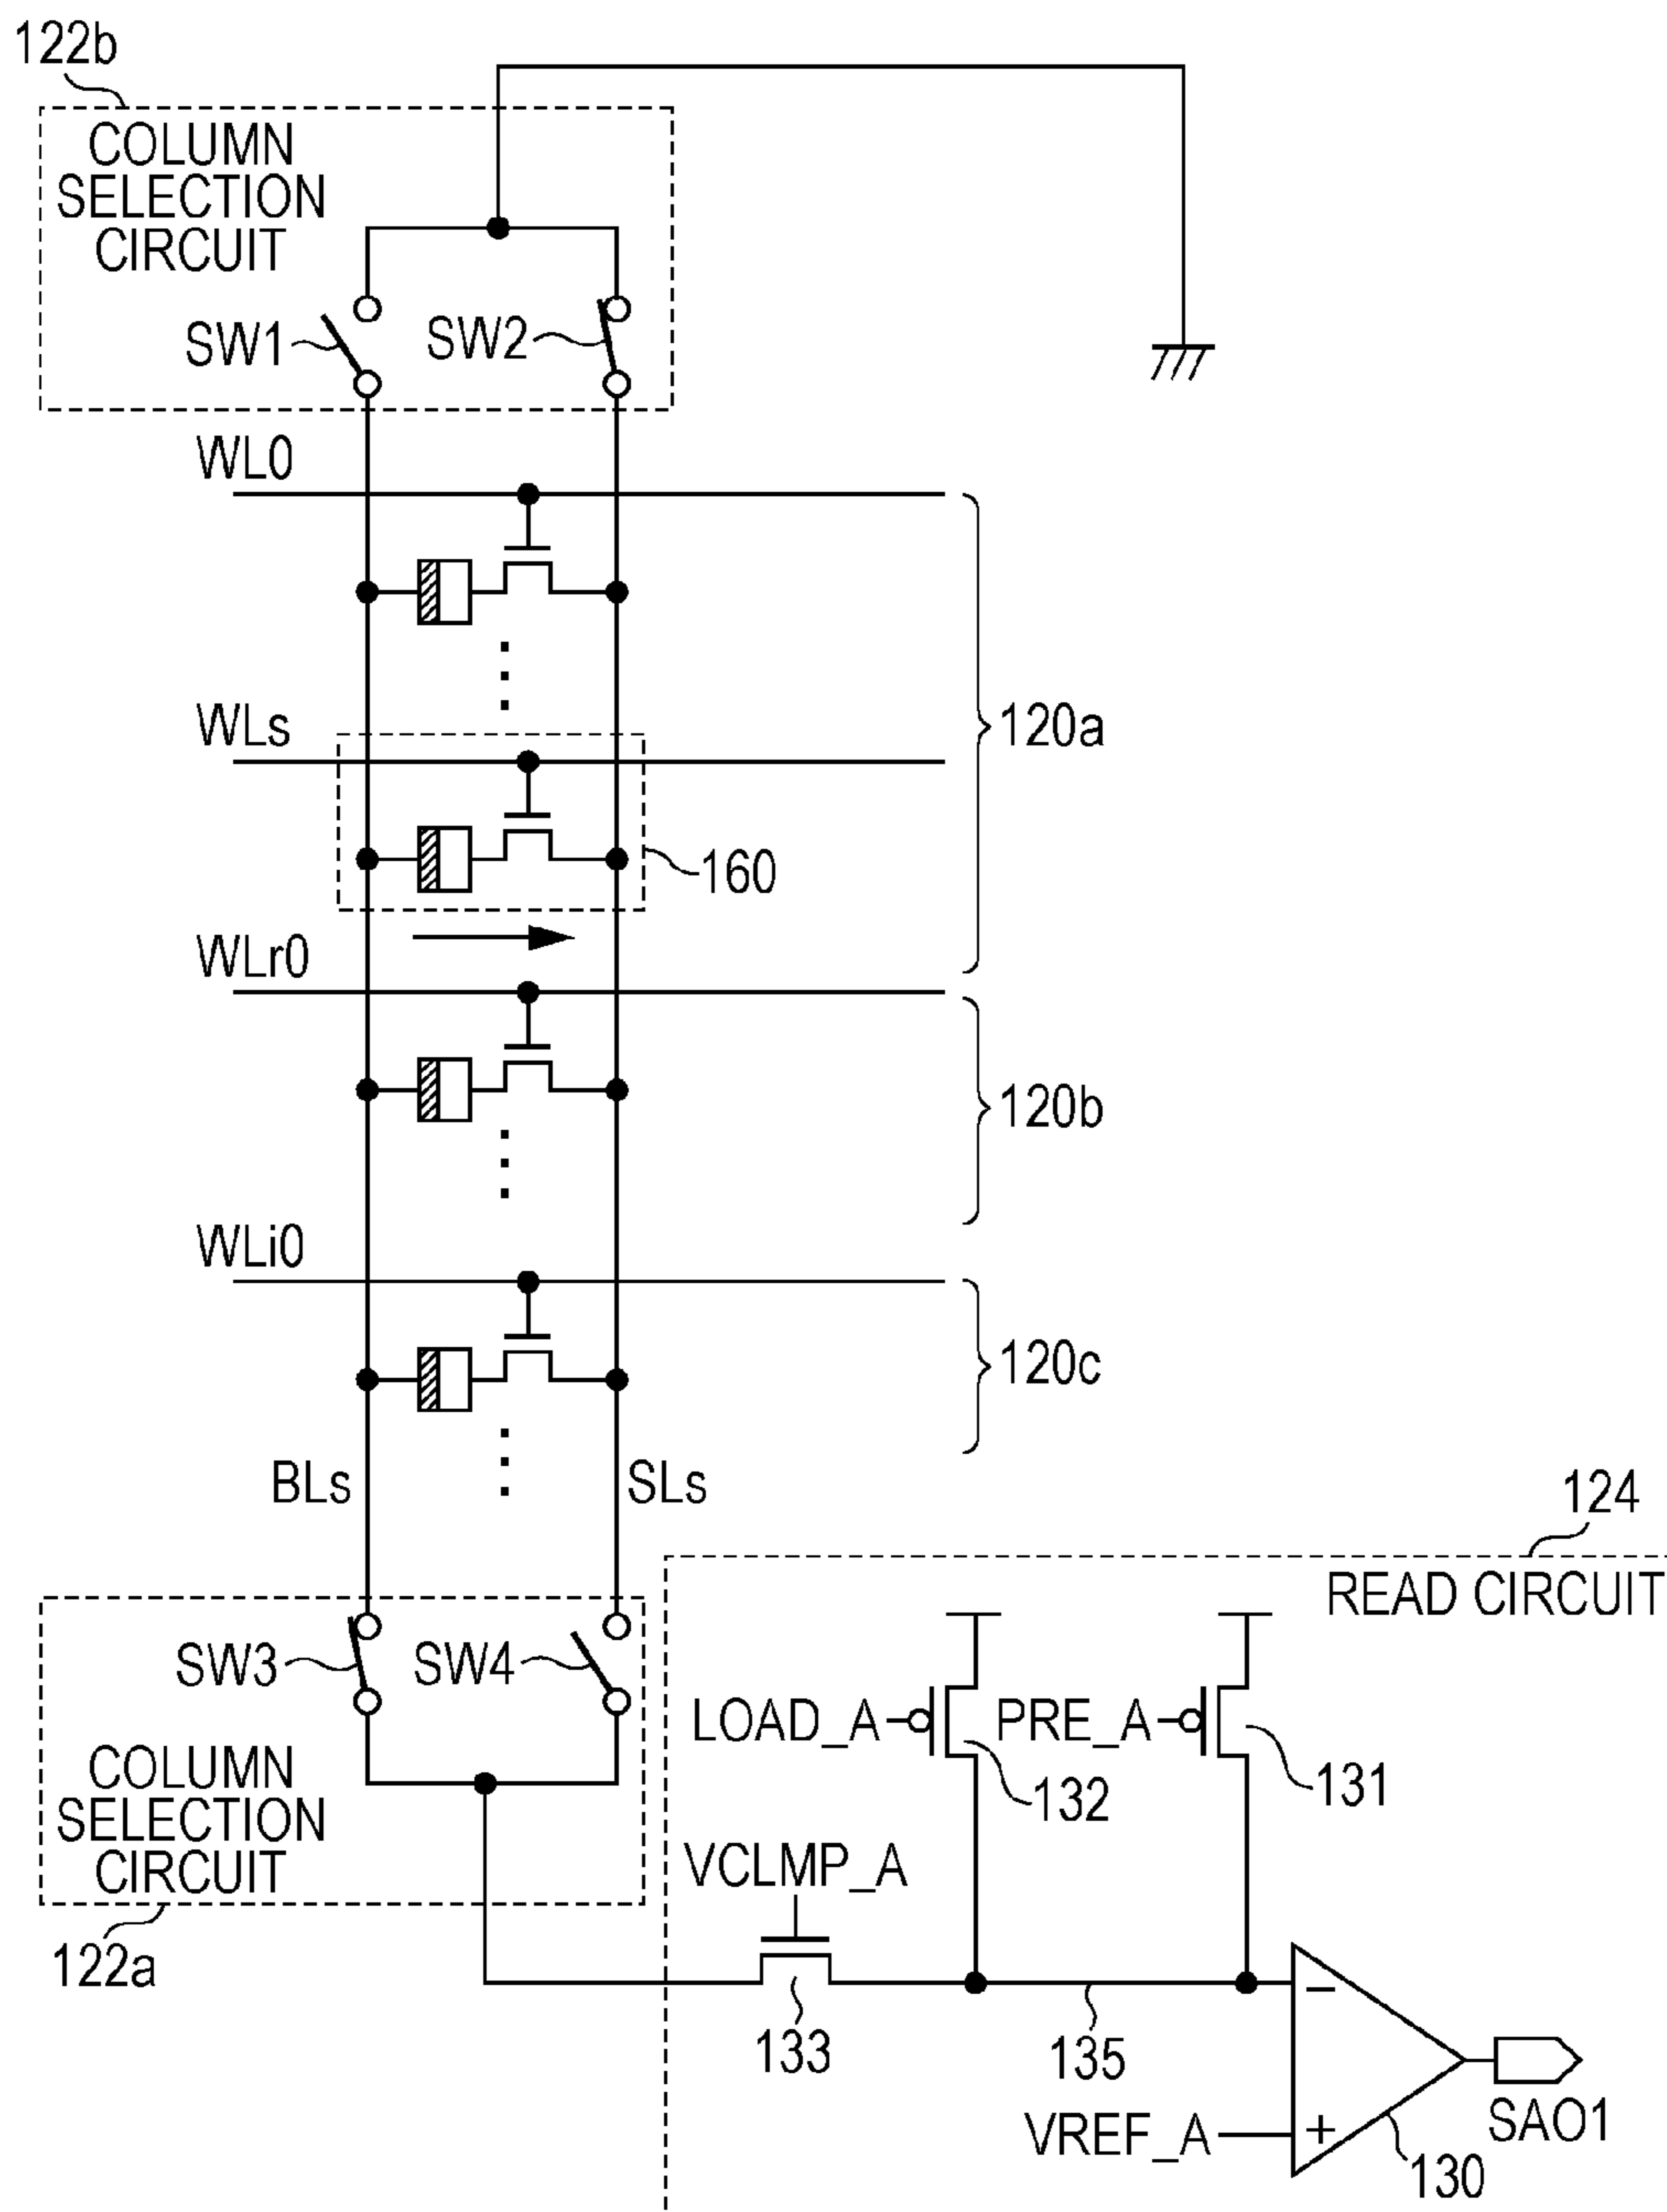 122b
COLUMN
SELECTION
CIRCUIT
SW1
SW2
WL0
WLs
120a
160
WLr0
120b
WLi0
120c
BLs
SLs
124
READ CIRCUIT
SW3
SW4
LOAD_A
PRE_A
132
131
COLUMN
SELECTION
CIRCUIT
VCLMP_A
122a
133
135
−
SAO1
VREF_A
+
130